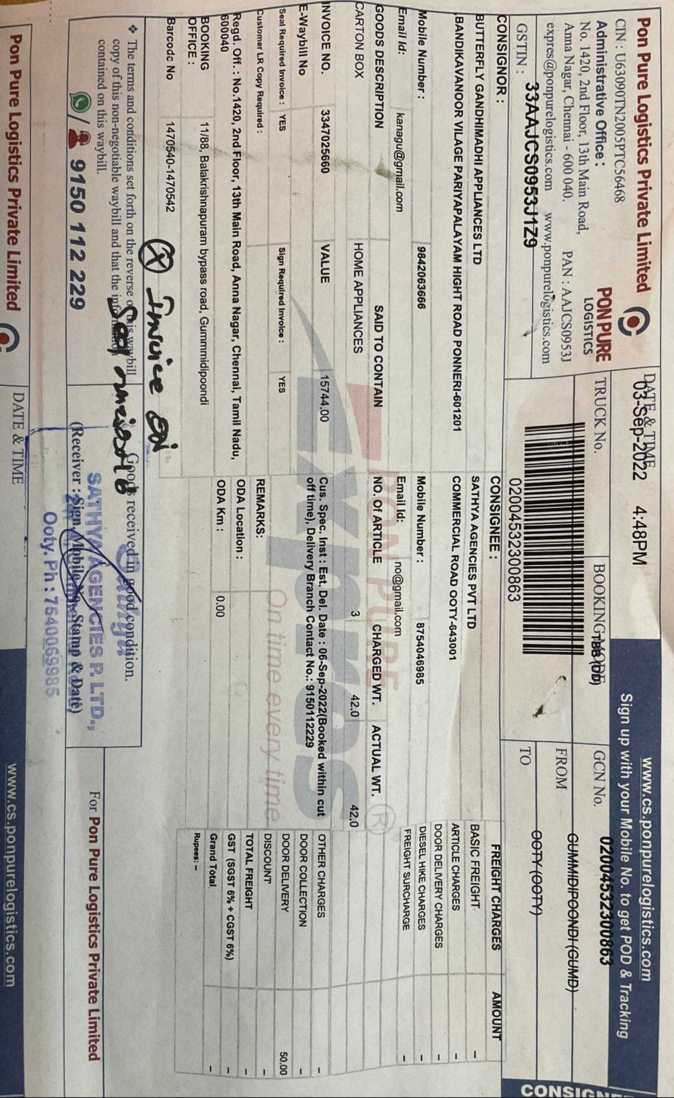 Pon Pure Logistics Private Limited
CIN : U63090TN2005PTC56468
Administrative Office :
No. 1420, 2nd Floor, 13th Main Road,
Anna Nagar, Chennai - 600 040. PAN : AAJCS0953J
expres@ponpurelogistics.com www.ponpurelogistics.com
GSTIN : 33AAJCS0953J1Z9
PON PURE
LOGISTICS
www.cs.ponpurelogistics.com
Sign up with your Mobile No. to get POD & Tracking
DATE & TIME
03-Sep-2022 4:48PM
BOOKING MODE
GCN No.
02004532300863
TRUCK No.
FROM
GUMMIDIPOONDI (GUMD)
TO
OOTY (OOTY)
02004532300863
CONSIGNOR :
BUTTERFLY GANDHIMADHI APPLIANCES LTD
BANDIKAVANOOR VILAGE PARIYAPALAYAM HIGHT ROAD PONNERI-601201
Mobile Number : 9842063666
Email Id: kanagu@gmail.com
CONSIGNEE :
SATHYA AGENCIES PVT LTD
COMMERCIAL ROAD OOTY-643001
Mobile Number : 8754046985
Email Id: no@gmail.com
FREIGHT CHARGES AMOUNT
BASIC FREIGHT –
ARTICLE CHARGES –
DOOR DELIVERY CHARGES –
DIESEL HIKE CHARGES –
FREIGHT SURCHARGE –
GOODS DESCRIPTION SAID TO CONTAIN NO. Of ARTICLE CHARGED WT. ACTUAL WT.
CARTON BOX HOME APPLIANCES 3 42.0 42.0
INVOICE NO. 3347025660 VALUE 15744.00
E-Waybill No
Seal Required Invoice : YES Sign Required Invoice : YES
Customer LR Copy Required :
Cus. Spec. Inst : Est. Del. Date : 06-Sep-2022(Booked within cut
off time), Delivery Branch Contact No.: 9150112229
OTHER CHARGES –
DOOR COLLECTION –
DOOR DELIVERY 50.00
DISCOUNT
TOTAL FREIGHT –
GST (SGST 6% + CGST 6%) –
Grand Total –
Rupees: –
REMARKS:
ODA Location :
ODA Km : 0.00
PON PURE
Expros
®
On time every time
Regd. Off. : No.1420, 2nd Floor, 13th Main Road, Anna Nagar, Chennai, Tamil Nadu,
600040
BOOKING OFFICE : 11/88, Balakrishnapuram bypass road, Gummmidipoondi
Barcode No 1470540-1470542
❖ The terms and conditions set forth on the reverse of this waybill
copy of this non-negotiable waybill and that the
contained on this waybill.
9150 112 229
Invoice
Goods received in good condition.
(Receiver : Sign, Mobile No, Stamp & Date)
SATHYA AGENCIES P. LTD.,
Ooty. Ph : 7640069985
For Pon Pure Logistics Private Limited
Pon Pure Logistics Private Limited
DATE & TIME
www.cs.ponpurelogistics.com